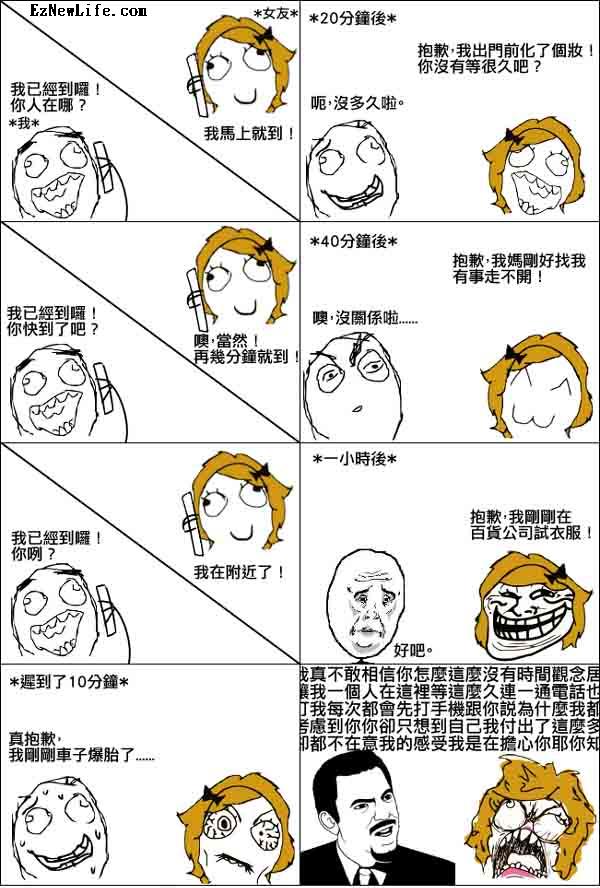 EzNewLife.com
*女友*
我已經到囉！
你人在哪？
*我*
我馬上就到！
*20分鐘後*
抱歉，我出門前化了個妝！
你沒有等很久吧？
呃，沒多久啦。
我已經到囉！
你快到了吧？
噢，當然！
再幾分鐘就到！
*40分鐘後*
抱歉，我媽剛好找我
有事走不開！
噢，沒關係啦......
我已經到囉！
你咧？
我在附近了！
*一小時後*
抱歉，我剛剛在
百貨公司試衣服！
好吧。
*遲到了10分鐘*
真抱歉，
我剛剛車子爆胎了......
我真不敢相信你怎麼這麼沒有時間觀念居
讓我一個人在這裡等這麼久連一通電話也
打我每次都會先打手機跟你說為什麼我都
考慮到你你卻只想到自己我付出了這麼多
卻都不在意我的感受我是在擔心你耶你知